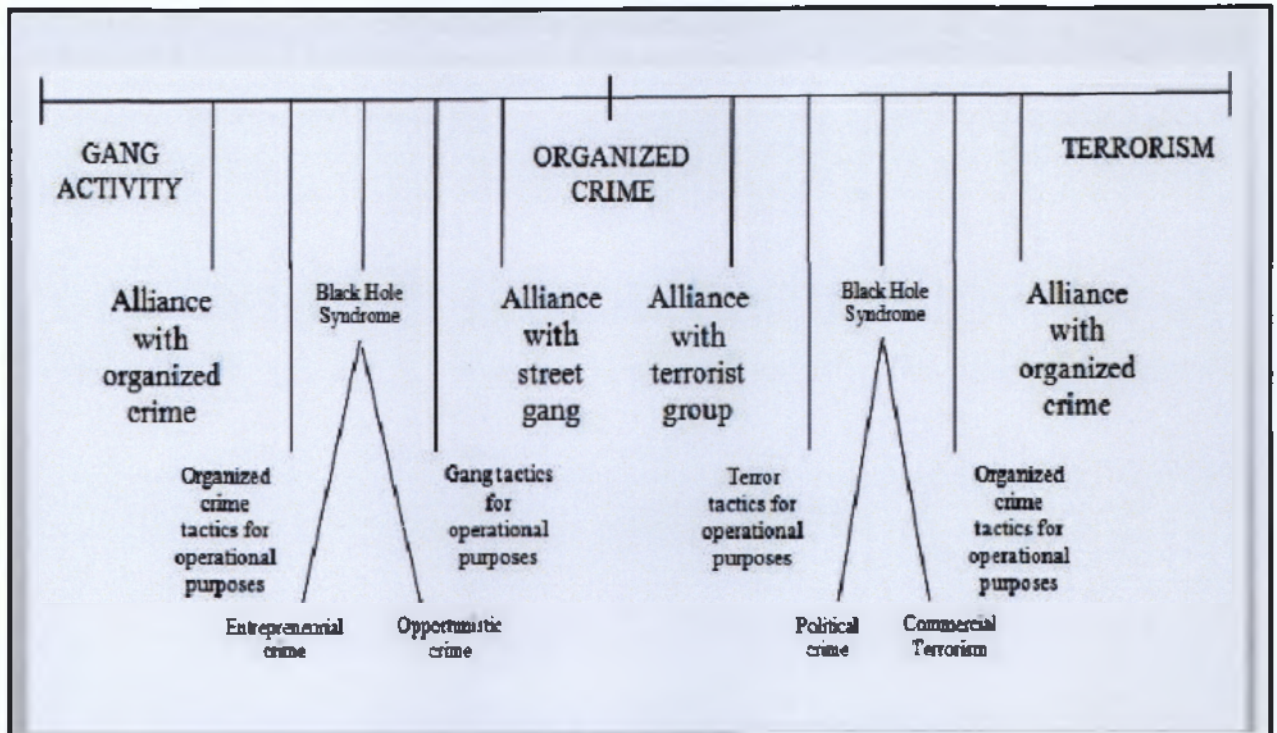 GANG
ACTIVITY
ORGANIZED
CRIME
TERRORISM
Alliance
with
organized
crime
Black Hole
Syndrome
Alliance
with
street
gang
Alliance
with
terrorist
group
Black Hole
Syndrome
Alliance
with
organized
crime
Organized
crime
tactics for
operational
purposes
Gang tactics
for
operational
purposes
Terror
tactics for
operational
purposes
Organized
crime
tactics for
operational
purposes
Entrepreneurial
crime
Opportunistic
crime
Political
crime
Commercial
Terrorism